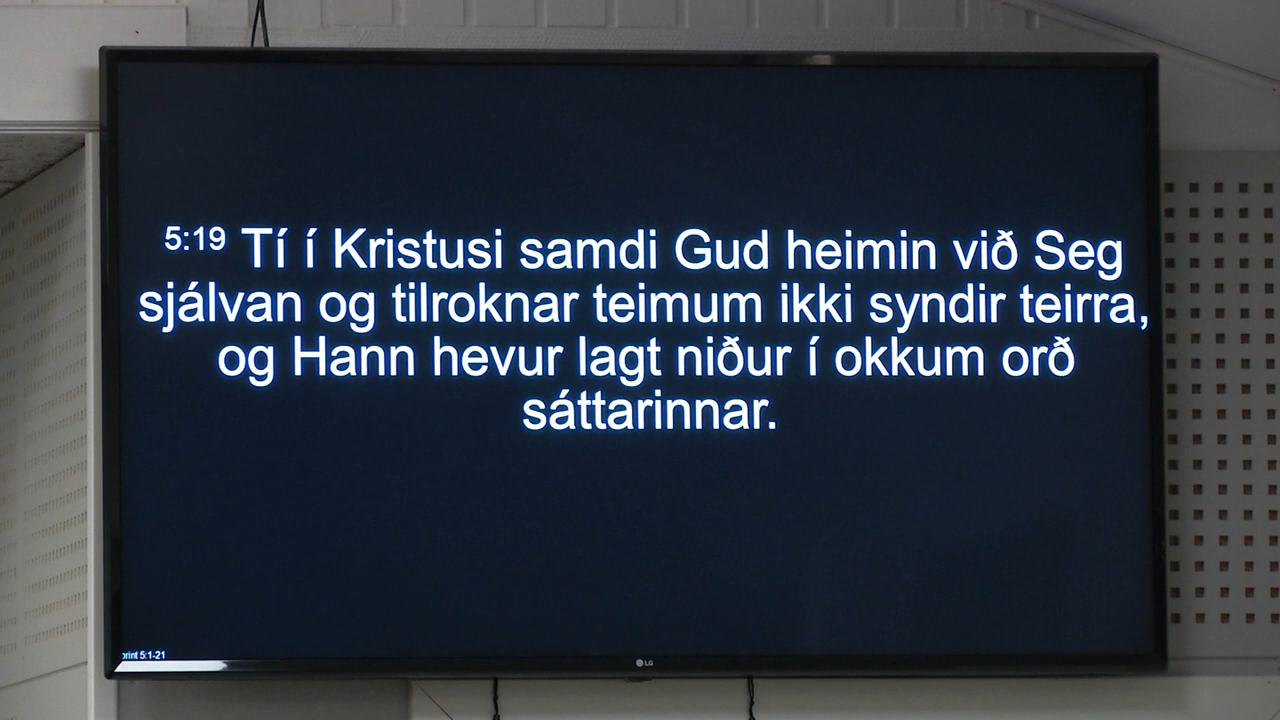 5:19 Tí í Kristusi samdi Gud heimin við Seg
sjálvan og tilroknar teimum ikki syndir teirra,
og Hann hevur lagt niður í okkum orð
sáttarinnar.
print 5:1-21
LG